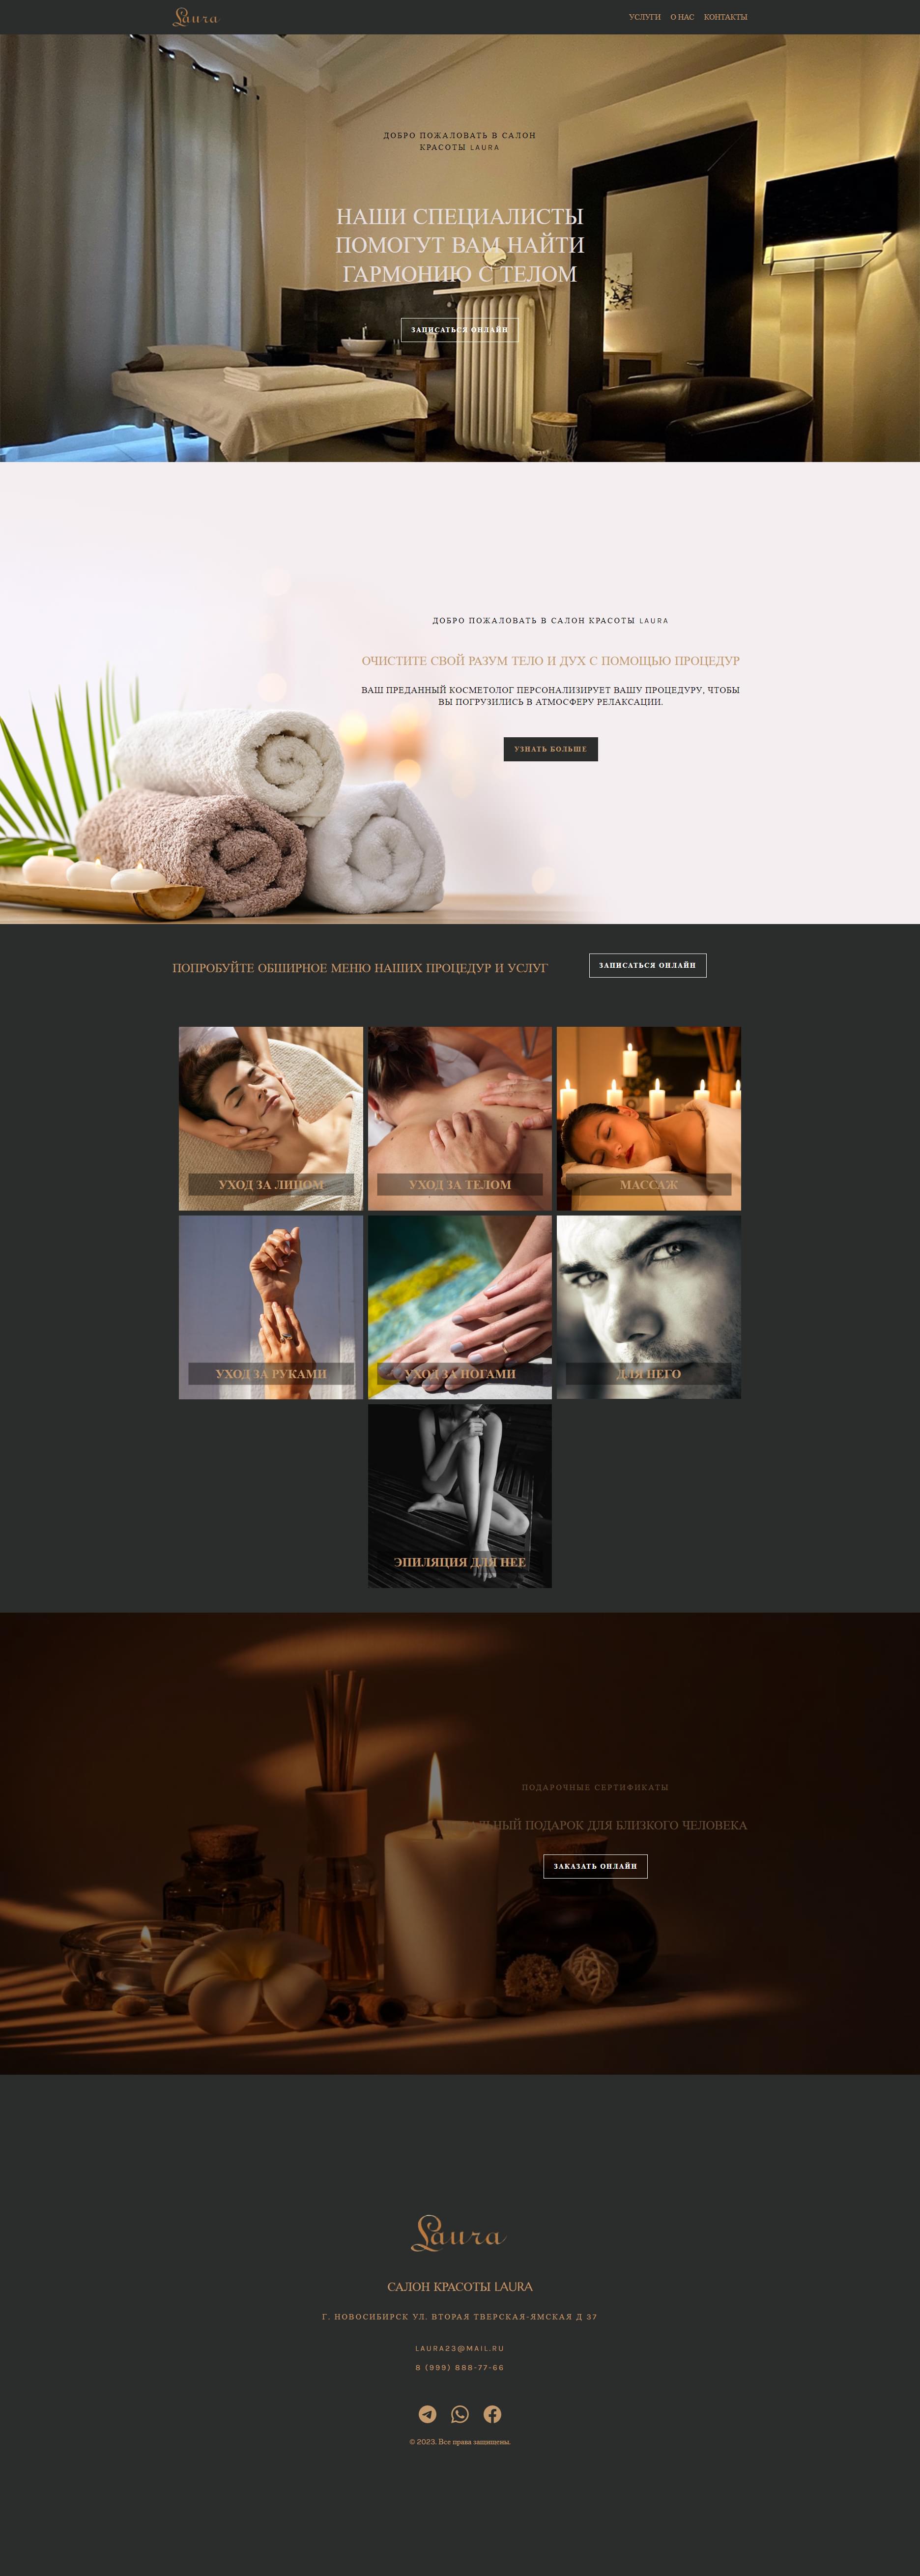 Laura
УСЛУГИ О НАС КОНТАКТЫ
ДОБРО ПОЖАЛОВАТЬ В САЛОН
КРАСОТЫ LAURA
НАШИ СПЕЦИАЛИСТЫ
ПОМОГУТ ВАМ НАЙТИ
ГАРМОНИЮ С ТЕЛОМ
ЗАПИСАТЬСЯ ОНЛАЙН
ДОБРО ПОЖАЛОВАТЬ В САЛОН КРАСОТЫ LAURA
ОЧИСТИТЕ СВОЙ РАЗУМ ТЕЛО И ДУХ С ПОМОЩЬЮ ПРОЦЕДУР
ВАШ ПРЕДАННЫЙ КОСМЕТОЛОГ ПЕРСОНАЛИЗИРУЕТ ВАШУ ПРОЦЕДУРУ, ЧТОБЫ
ВЫ ПОГРУЗИЛИСЬ В АТМОСФЕРУ РЕЛАКСАЦИИ.
УЗНАТЬ БОЛЬШЕ
ПОПРОБУЙТЕ ОБШИРНОЕ МЕНЮ НАШИХ ПРОЦЕДУР И УСЛУГ
ЗАПИСАТЬСЯ ОНЛАЙН
УХОД ЗА ЛИЦОМ
УХОД ЗА ТЕЛОМ
МАССАЖ
УХОД ЗА РУКАМИ
УХОД ЗА НОГАМИ
ДЛЯ НЕГО
ЭПИЛЯЦИЯ ДЛЯ НЕЕ
ПОДАРОЧНЫЕ СЕРТИФИКАТЫ
ПОДАРОК ДЛЯ БЛИЗКОГО ЧЕЛОВЕКА
ЗАКАЗАТЬ ОНЛАЙН
Laura
САЛОН КРАСОТЫ LAURA
Г. НОВОСИБИРСК УЛ. ВТОРАЯ ТВЕРСКАЯ-ЯМСКАЯ Д 37
LAURA23@MAIL.RU
8 (999) 888-77-66
© 2023. Все права защищены.